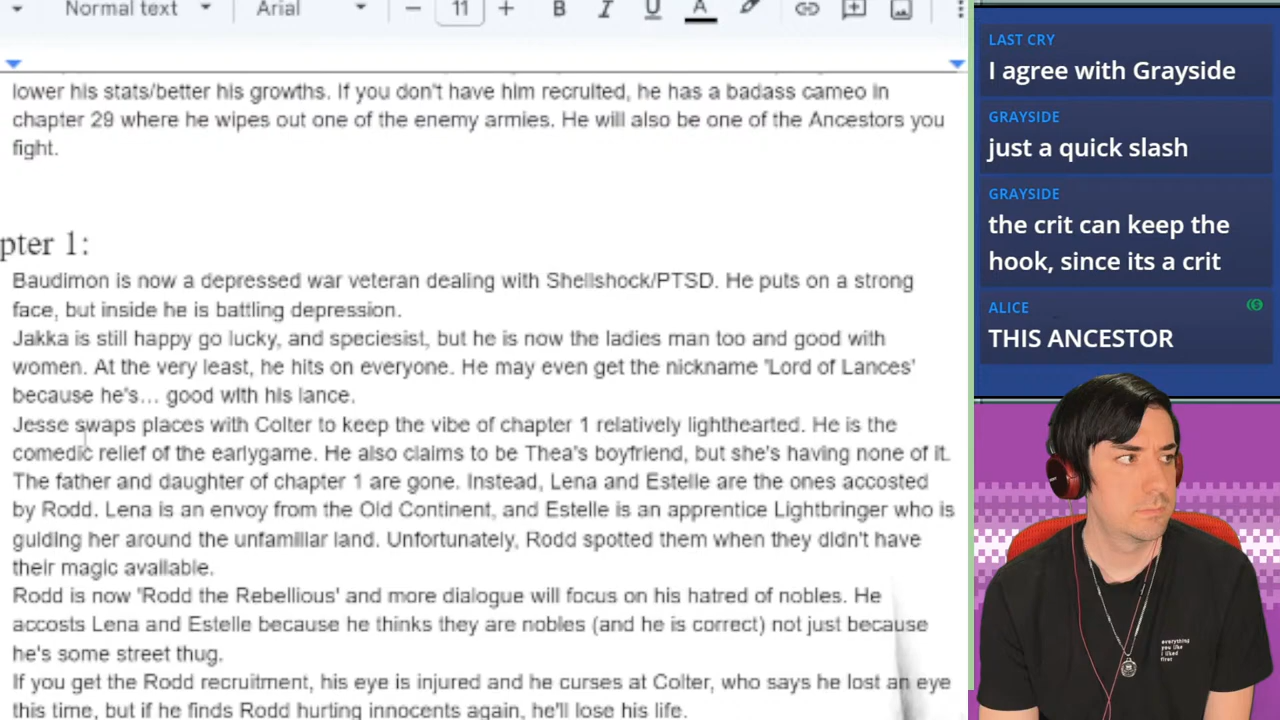 Normal text
Arial
11
B
I
U
A
lower his stats/better his growths. If you don't have him recruited, he has a badass cameo in
chapter 29 where he wipes out one of the enemy armies. He will also be one of the Ancestors you
fight.
pter 1:
Baudimon is now a depressed war veteran dealing with Shellshock/PTSD. He puts on a strong
face, but inside he is battling depression.
Jakka is still happy go lucky, and speciesist, but he is now the ladies man too and good with
women. At the very least, he hits on everyone. He may even get the nickname 'Lord of Lances'
because he's... good with his lance.
Jesse swaps places with Colter to keep the vibe of chapter 1 relatively lighthearted. He is the
comedic relief of the earlygame. He also claims to be Thea's boyfriend, but she's having none of it.
The father and daughter of chapter 1 are gone. Instead, Lena and Estelle are the ones accosted
by Rodd. Lena is an envoy from the Old Continent, and Estelle is an apprentice Lightbringer who is
guiding her around the unfamiliar land. Unfortunately, Rodd spotted them when they didn't have
their magic available.
Rodd is now 'Rodd the Rebellious' and more dialogue will focus on his hatred of nobles. He
accosts Lena and Estelle because he thinks they are nobles (and he is correct) not just because
he's some street thug.
If you get the Rodd recruitment, his eye is injured and he curses at Colter, who says he lost an eye
this time, but if he finds Rodd hurting innocents again, he'll lose his life.
LAST CRY
I agree with Grayside
GRAYSIDE
just a quick slash
GRAYSIDE
the crit can keep the
hook, since its a crit
ALICE
THIS ANCESTOR
everything
you like
I liked
first